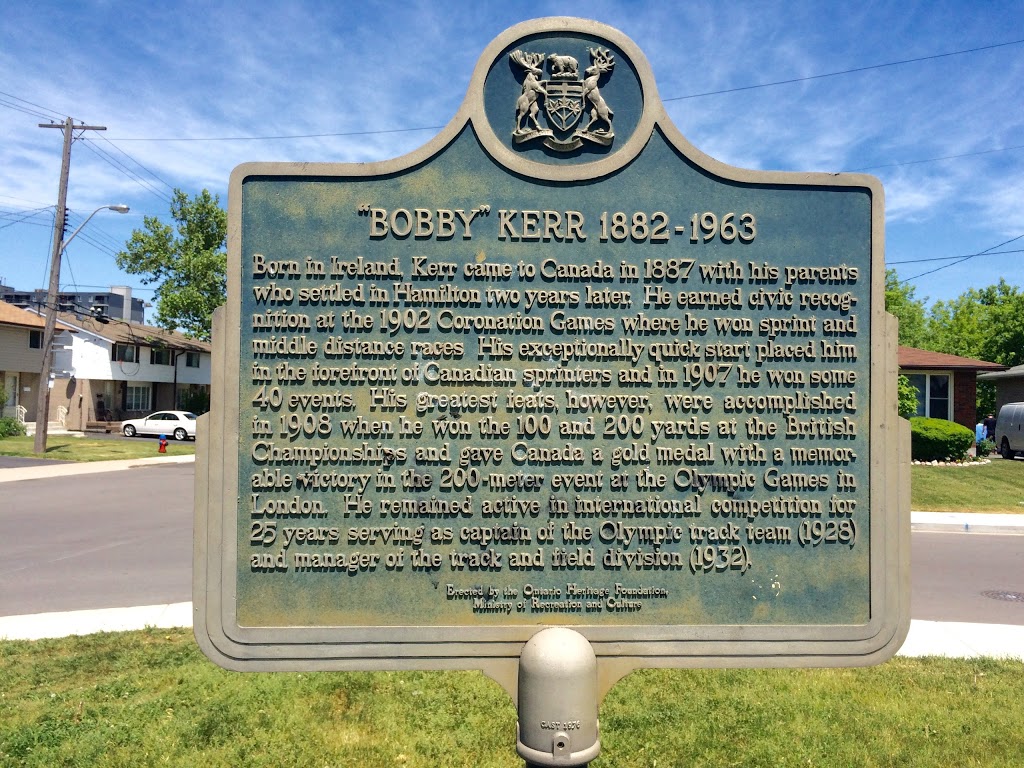 "BOBBY" KERR 1882-1963
Born in Ireland, Kerr came to Canada in 1887 with his parents
who settled in Hamilton two years later. He earned civic recog-
nition at the 1902 Coronation Games where he won sprint and
middle distance races. His exceptionally quick start placed him
in the forefront of Canadian sprinters and in 1907 he won some
40 events. His greatest feats, however, were accomplished
in 1908 when he won the 100 and 200 yards at the British
Championships and gave Canada a gold medal with a memor-
able victory in the 200-meter event at the Olympic Games in
London. He remained active in international competition for
25 years serving as captain of the Olympic track team (1928)
and manager of the track and field division (1932).
Erected by the Ontario Heritage Foundation,
Ministry of Recreation and Culture
CAST 1976